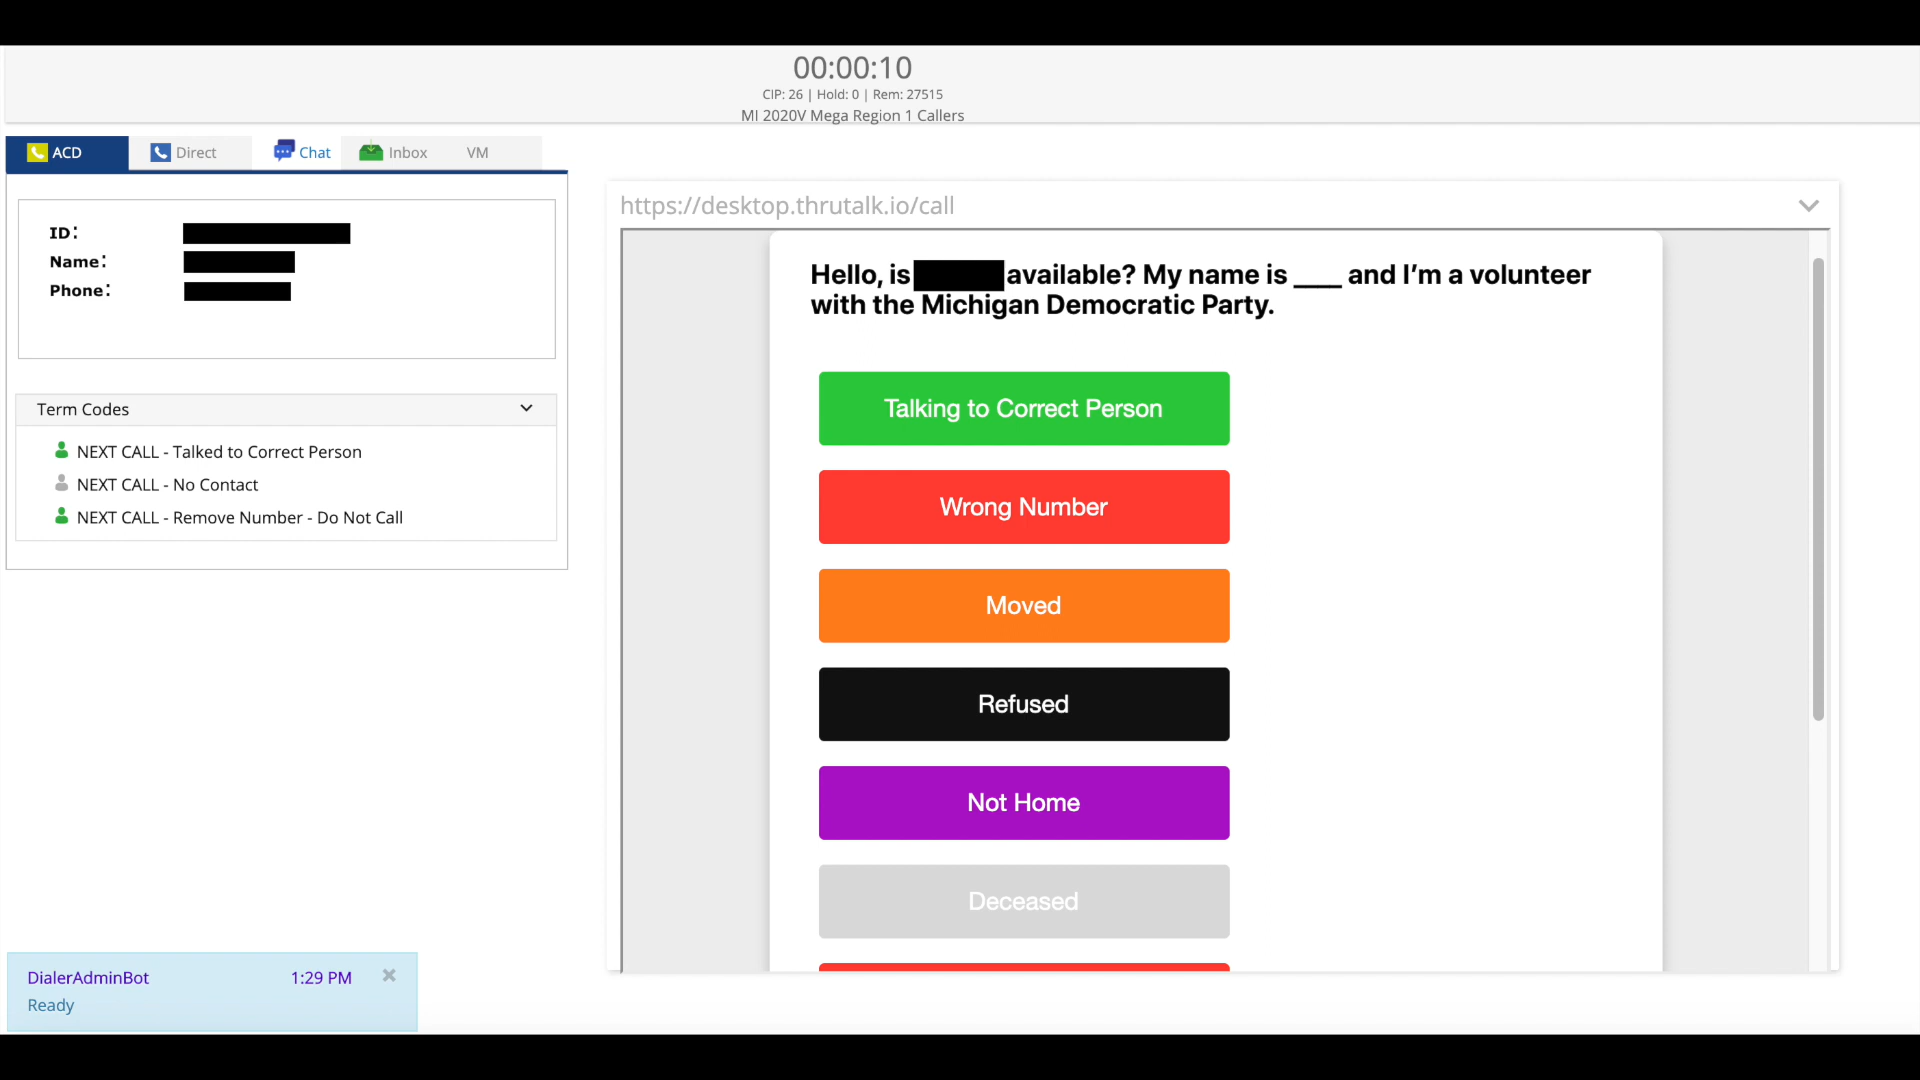 00:00:10
CIP: 26 | Hold: 0 | Rem: 27515
MI 2020V Mega Region 1 Callers
ACD
Direct
Chat
Inbox
VM
ID:
Name:
Phone:
Term Codes
NEXT CALL - Talked to Correct Person
NEXT CALL - No Contact
NEXT CALL - Remove Number - Do Not Call
DialerAdminBot 1:29 PM
Ready
https://desktop.thrutalk.io/call
Hello, is available? My name is ____ and I’m a volunteer
with the Michigan Democratic Party.
Talking to Correct Person
Wrong Number
Moved
Refused
Not Home
Deceased